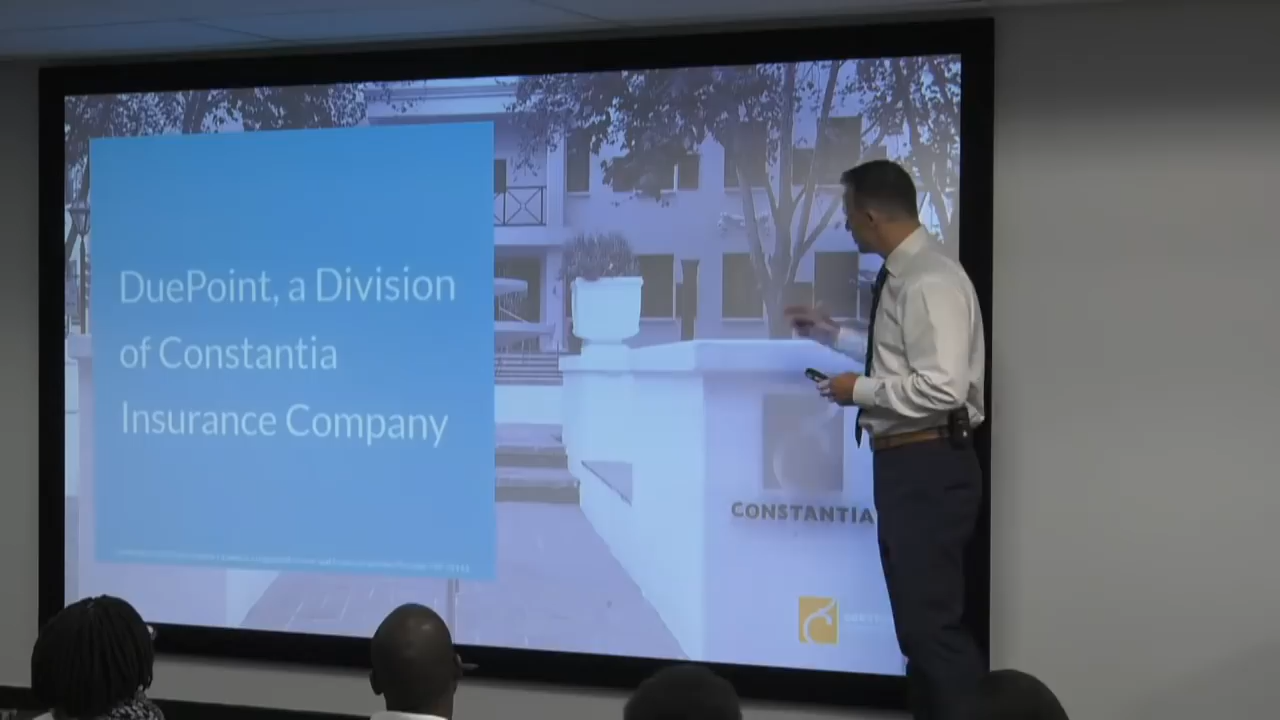 DuePoint, a Division
of Constantia
Insurance Company
CONSTANTIA